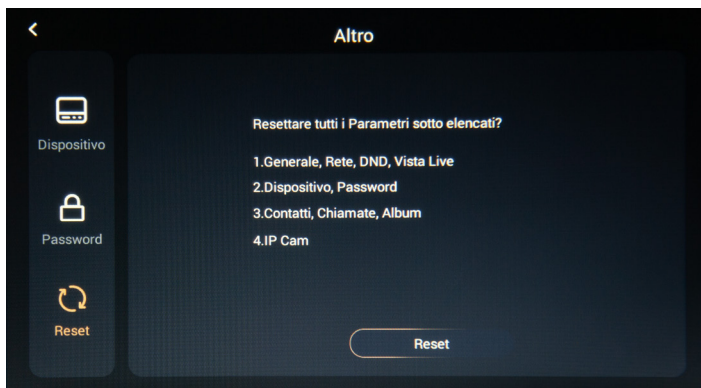 Altro
Dispositivo
Password
Reset
Resettare tutti i Parametri sotto elencati?
1.Generale, Rete, DND, Vista Live
2.Dispositivo, Password
3.Contatti, Chiamate, Album
4.IP Cam
Reset